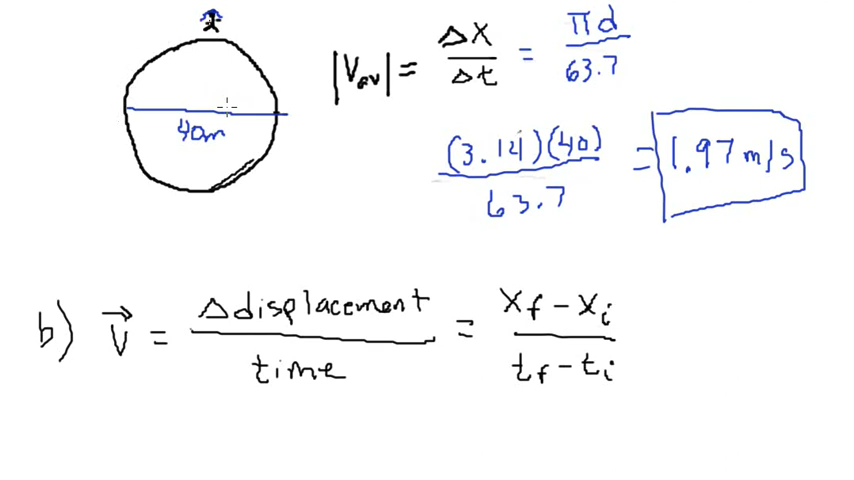 |Vav| = Δx/Δt = πd/63.7
40m
(3.14)(40)/63.7 = 1.97 m/s
b) v⃗ = Δdisplacement/time = xf - xi/tf - ti